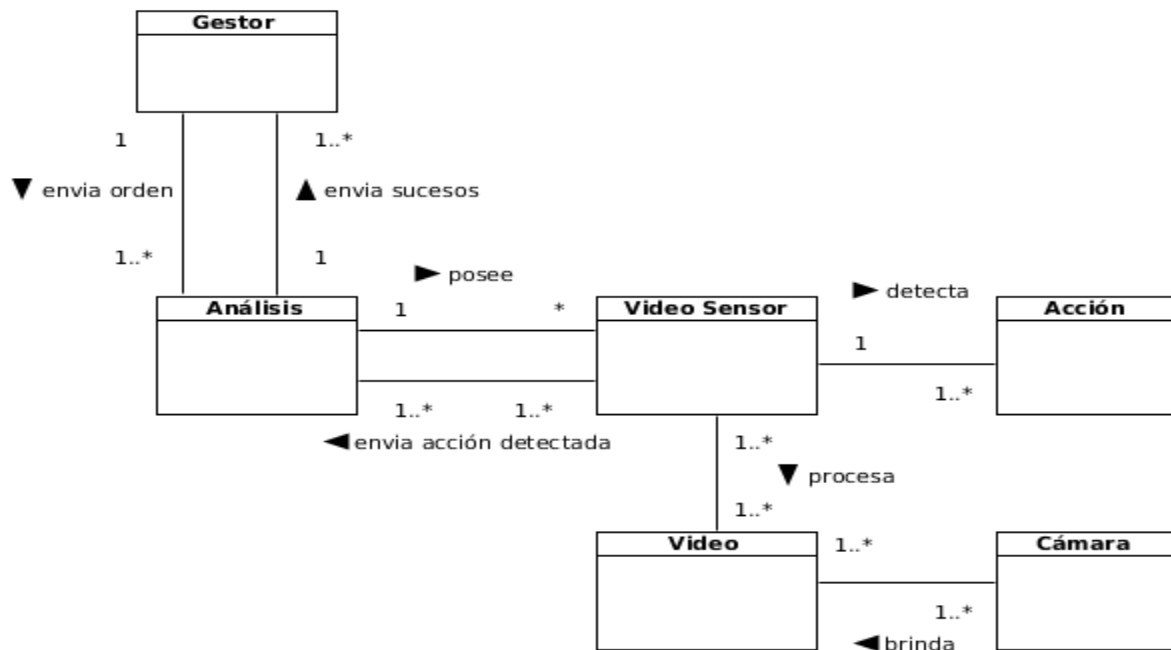 Gestor
1
1..*
▼ envia orden
▲ envia sucesos
1..*
1
► posee
Análisis
1
*
Video Sensor
► detecta
Acción
1
1..*
1..*
1..*
◄ envia acción detectada
1..*
▼ procesa
1..*
Video
1..*
Cámara
1..*
◄ brinda